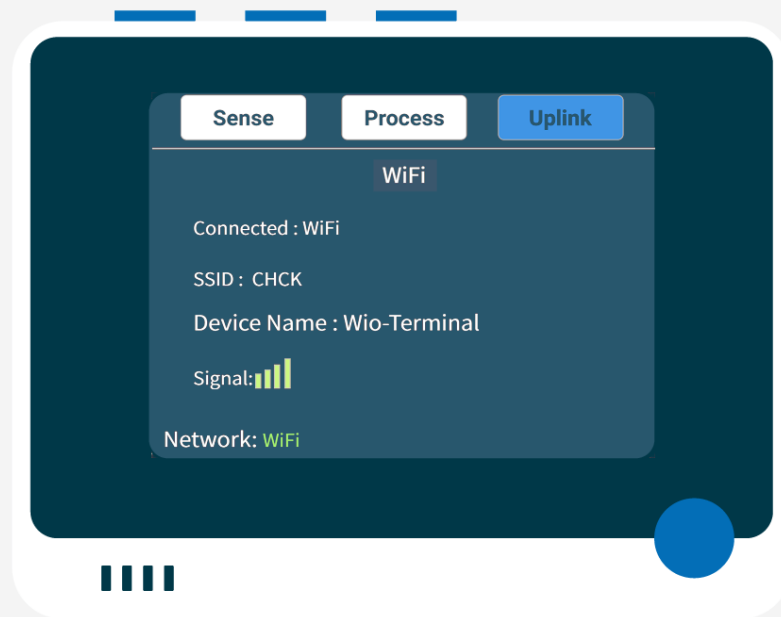 Sense Process Uplink
WiFi
Connected : WiFi
SSID : CHCK
Device Name : Wio-Terminal
Signal:
Network: WiFi